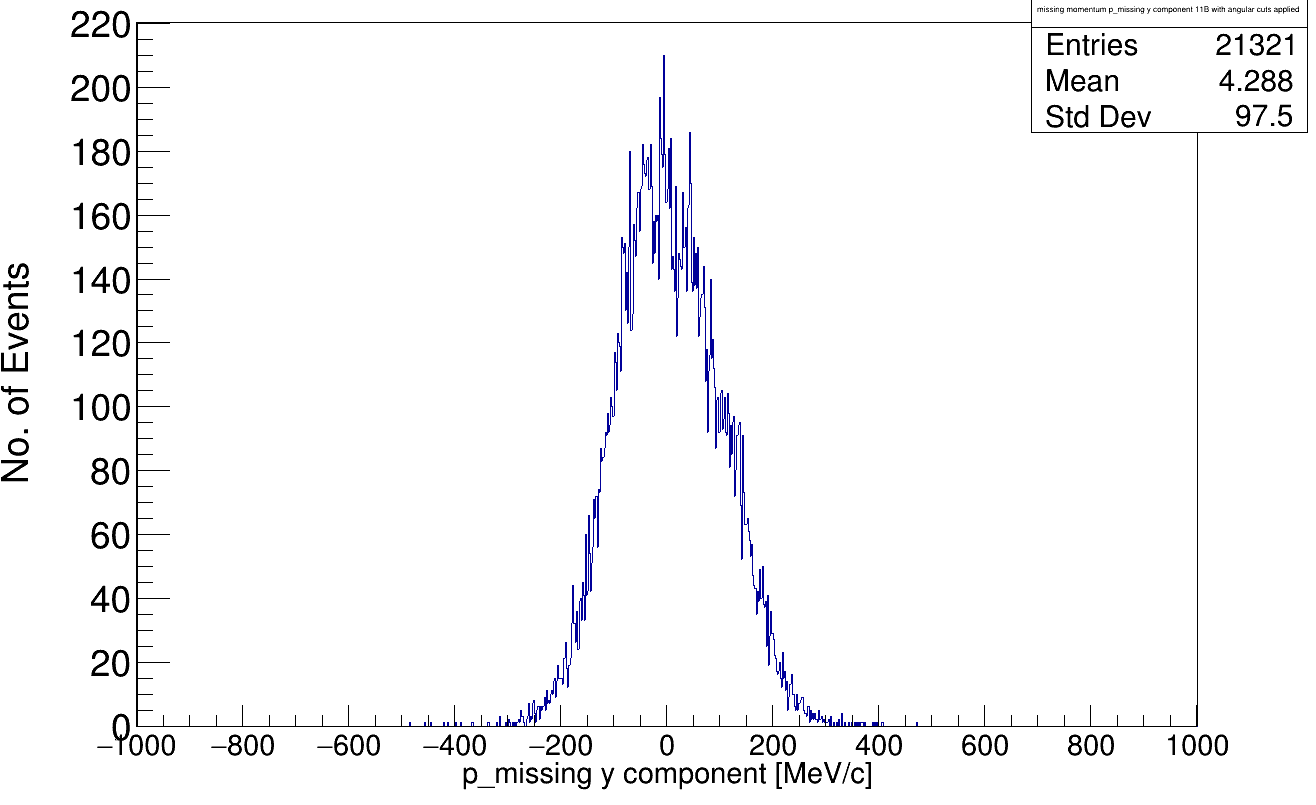 missing momentum p_missing y component 11B with angular cuts applied
Entries 21321
Mean 4.288
Std Dev 97.5
220
200
180
160
140
120
100
80
60
40
20
0
No. of Events
−1000 −800 −600 −400 −200 0 200 400 600 800 1000
p_missing y component [MeV/c]